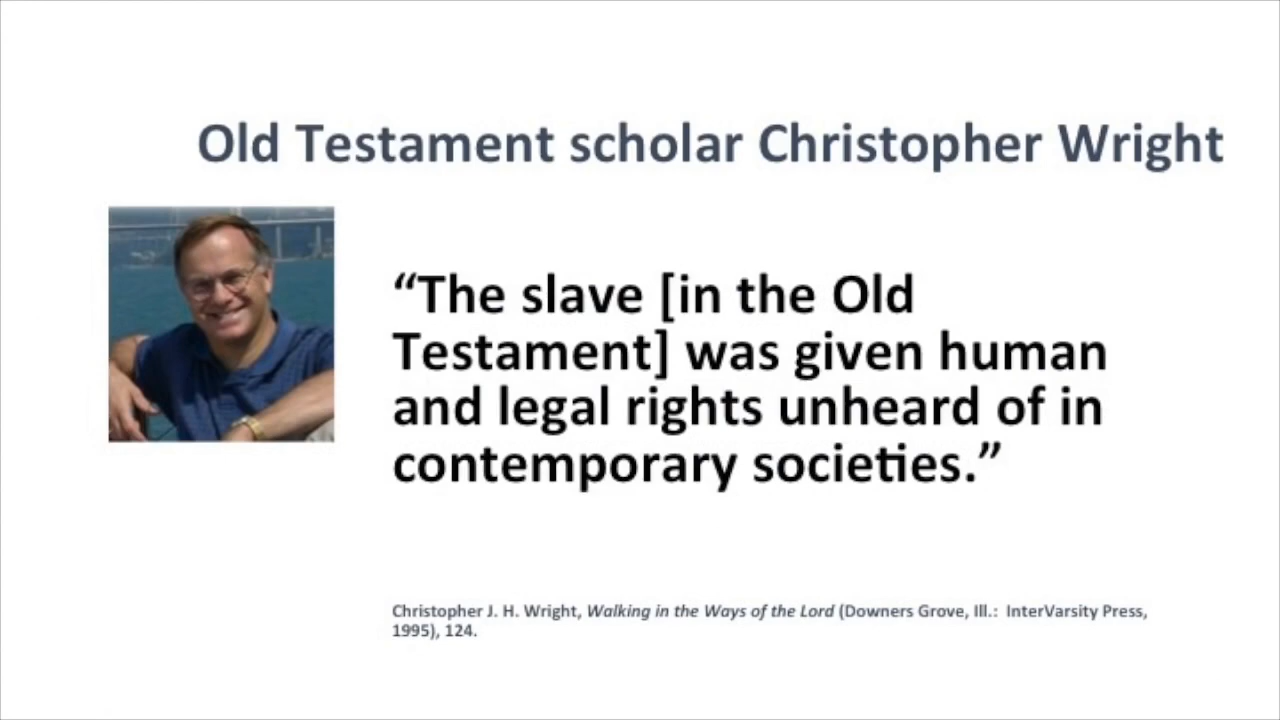 Old Testament scholar Christopher Wright
“The slave [in the Old
Testament] was given human
and legal rights unheard of in
contemporary societies.”
Christopher J. H. Wright, Walking in the Ways of the Lord (Downers Grove, Ill.: InterVarsity Press,
1995), 124.